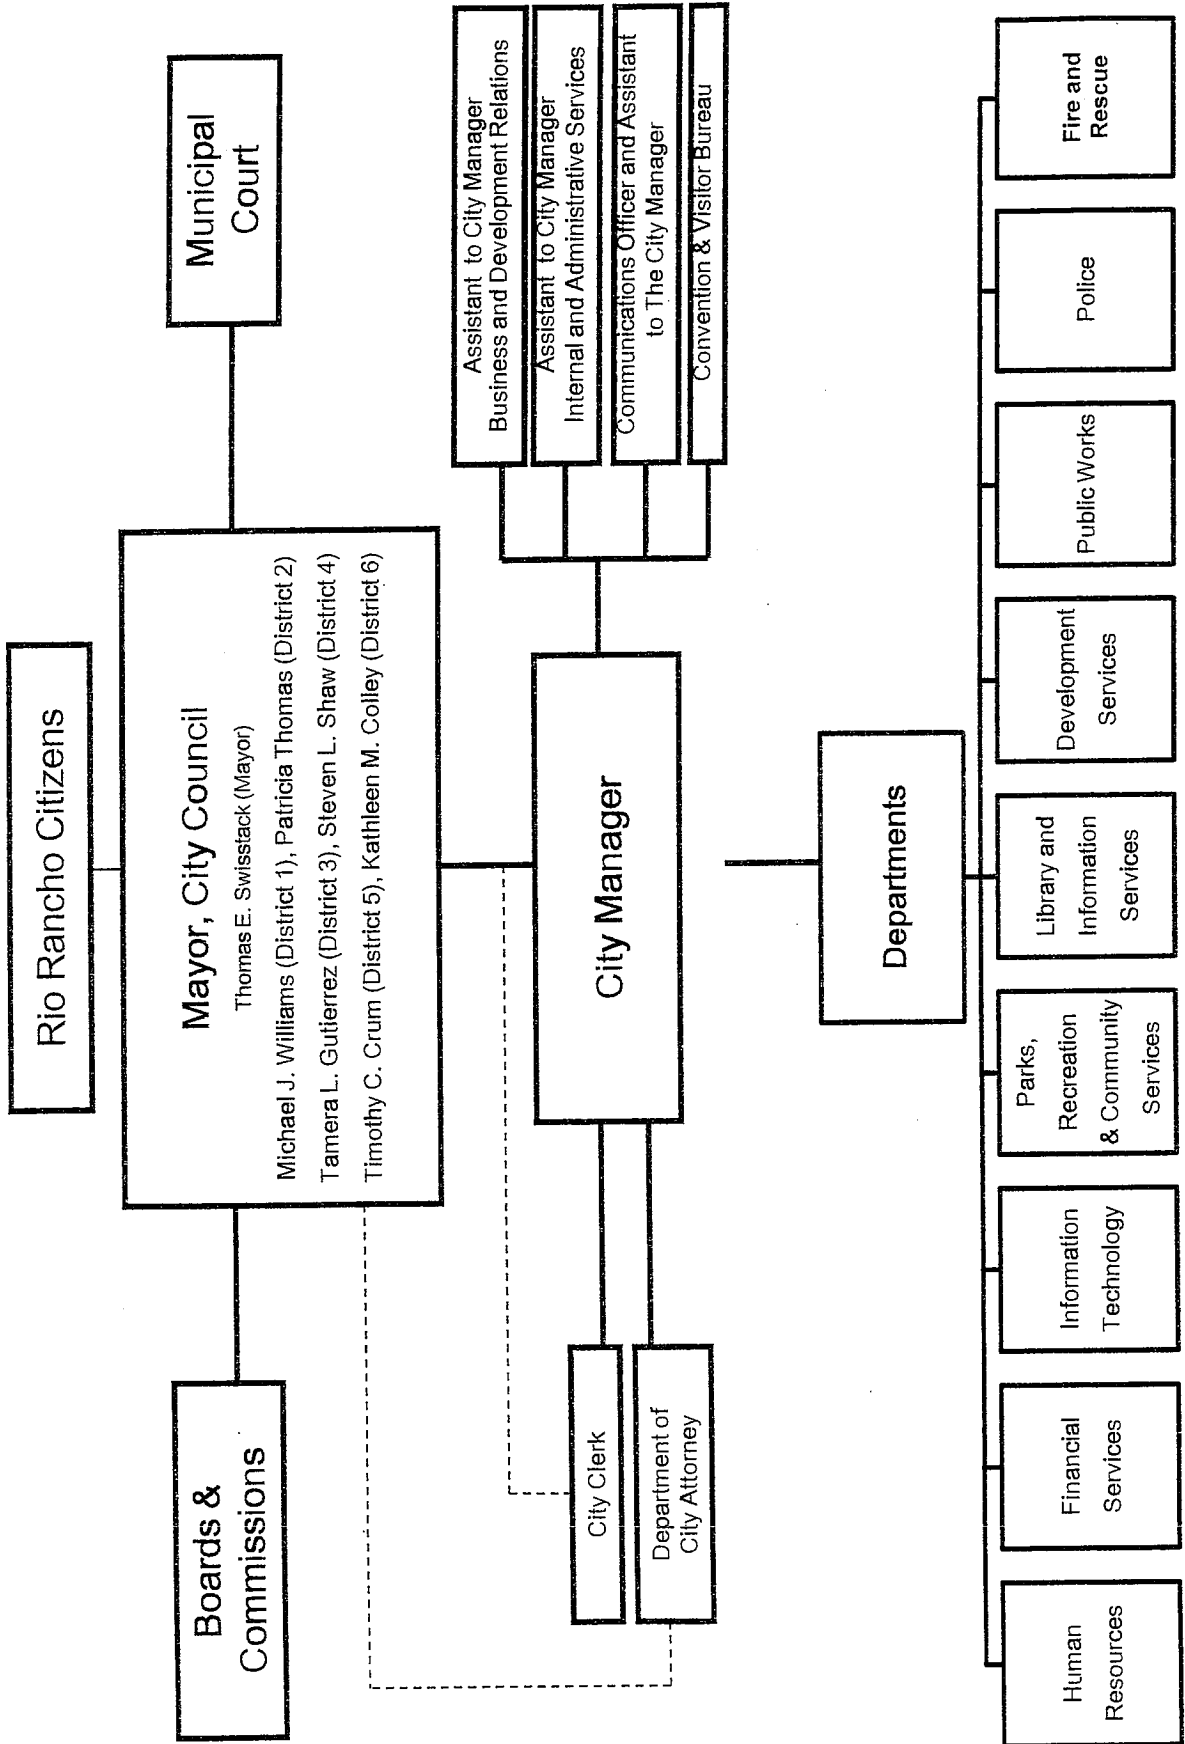 Rio Rancho Citizens
Boards &
Commissions
Mayor, City Council
Thomas E. Swisstack (Mayor)
Michael J. Williams (District 1), Patricia Thomas (District 2)
Tamera L. Gutierrez (District 3), Steven L. Shaw (District 4)
Timothy C. Crum (District 5), Kathleen M. Colley (District 6)
Municipal
Court
City Clerk
Department of
City Attorney
City Manager
Assistant to City Manager
Business and Development Relations
Assistant to City Manager
Internal and Administrative Services
Communications Officer and Assistant
to The City Manager
Convention & Visitor Bureau
Departments
Human
Resources
Financial
Services
Information
Technology
Parks,
Recreation
& Community
Services
Library and
Information
Services
Development
Services
Public Works
Police
Fire and
Rescue